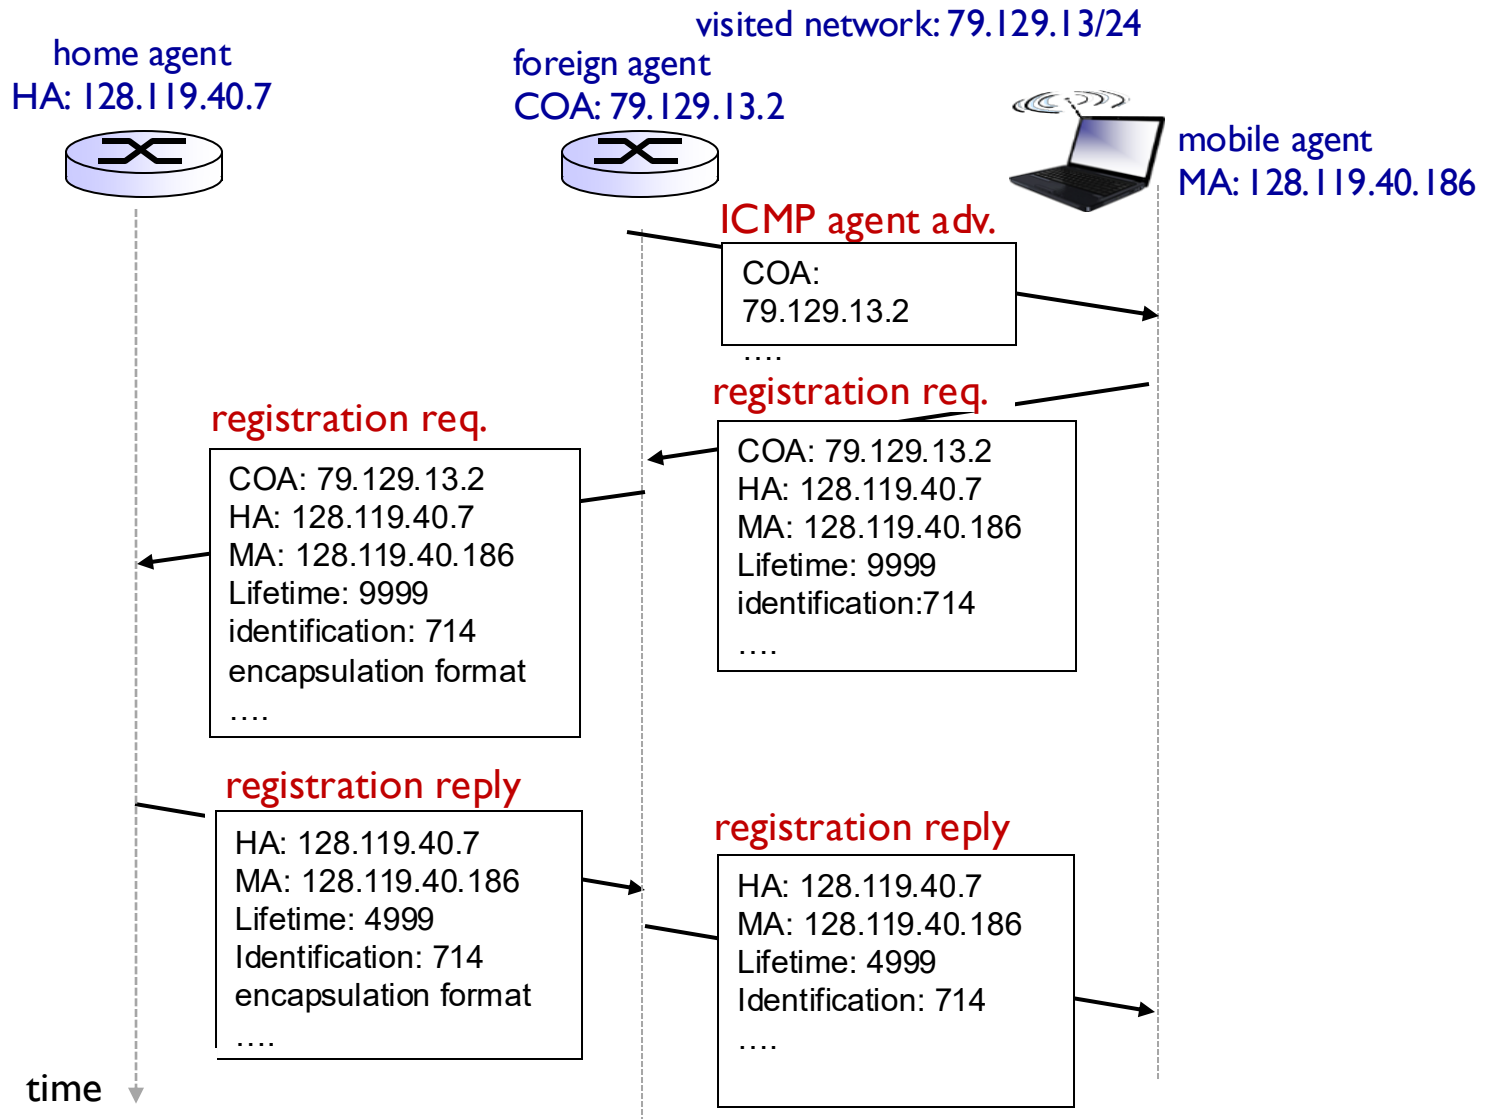 visited network: 79.129.13/24
home agent
HA: 128.119.40.7
foreign agent
COA: 79.129.13.2
mobile agent
MA: 128.119.40.186
ICMP agent adv.
COA:
79.129.13.2
….
registration req.
COA: 79.129.13.2
HA: 128.119.40.7
MA: 128.119.40.186
Lifetime: 9999
identification:714
….
registration req.
COA: 79.129.13.2
HA: 128.119.40.7
MA: 128.119.40.186
Lifetime: 9999
identification: 714
encapsulation format
….
registration reply
HA: 128.119.40.7
MA: 128.119.40.186
Lifetime: 4999
Identification: 714
encapsulation format
….
registration reply
HA: 128.119.40.7
MA: 128.119.40.186
Lifetime: 4999
Identification: 714
….
time